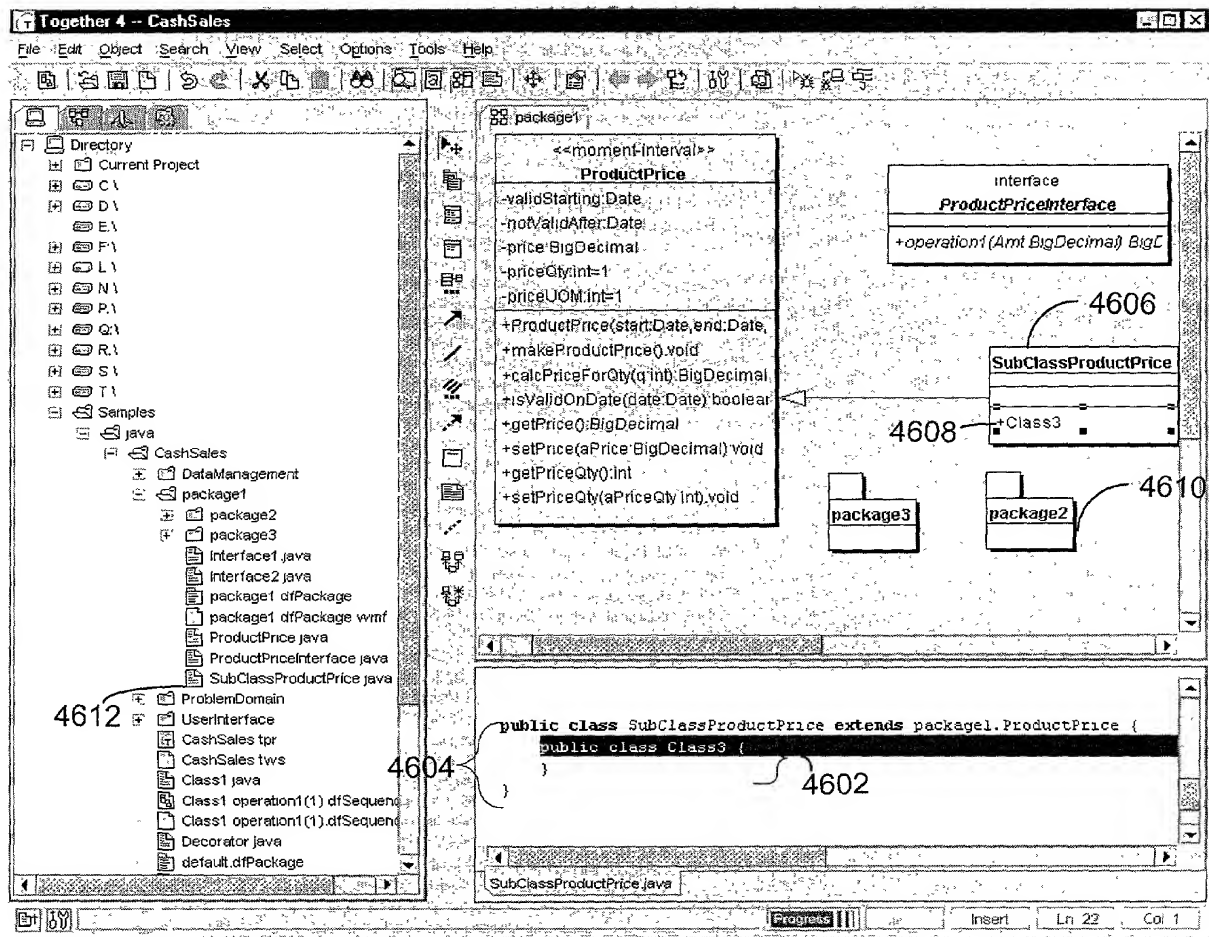 Together 4 -- CashSales
File Edit Object Search View Select Options Tools Help
Directory
Current Project
C:\
D:\
E:\
F:\
L:\
N:\
P:\
Q:\
R:\
S:\
T:\
Samples
java
CashSales
DataManagement
package1
package2
package3
Interface1.java
Interface2.java
package1.dfPackage
package1.dfPackage.wmf
ProductPrice.java
ProductPriceInterface.java
SubClassProductPrice.java
4612
ProblemDomain
UserInterface
CashSales.tpr
CashSales.tws
Class1.java
Class1.operation1(1).dfSequenc
Class1.operation1(1).dfSequenc
Decorator.java
default.dfPackage
package1
<<moment-interval>>
ProductPrice
-validStarting:Date
-notValidAfter:Date
-price:BigDecimal
-priceQty:int=1
-priceUOM:int=1
+ProductPrice(start:Date,end:Date,
+makeProductPrice():void
+calcPriceForQty(q:int):BigDecimal
+isValidOnDate(date:Date):boolean
+getPrice():BigDecimal
+setPrice(aPrice:BigDecimal):void
+getPriceQty():int
+setPriceQty(aPriceQty:int):void
interface
ProductPriceInterface
+operation1(Amt:BigDecimal):BigD
4606
SubClassProductPrice
4608
+Class3
4610
package3
package2
public class SubClassProductPrice extends package1.ProductPrice {
public class Class3 {
}
}
4604
4602
SubClassProductPrice.java
Progress
Insert
Ln 22
Col 1